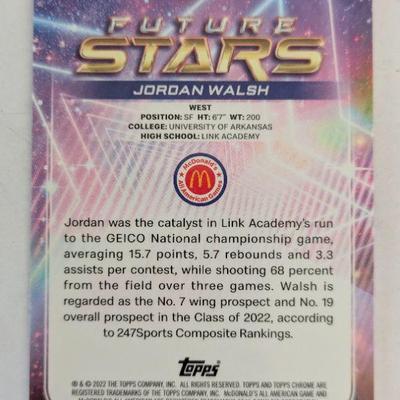 FUTURE
STARS
JORDAN WALSH
WEST
POSITION: SF HT: 6'7" WT: 200
COLLEGE: UNIVERSITY OF ARKANSAS
HIGH SCHOOL: LINK ACADEMY
McDonald's
All American Games
Jordan was the catalyst in Link Academy's run
to the GEICO National championship game,
averaging 15.7 points, 5.7 rebounds and 3.3
assists per contest, while shooting 68 percent
from the field over three games. Walsh is
regarded as the No. 7 wing prospect and No. 19
overall prospect in the Class of 2022, according
to 247Sports Composite Rankings.
Topps
® & © 2022 THE TOPPS COMPANY, INC. ALL RIGHTS RESERVED. TOPPS AND TOPPS CHROME ARE
REGISTERED TRADEMARKS OF THE TOPPS COMPANY, INC. McDONALD'S ALL AMERICAN GAME AND